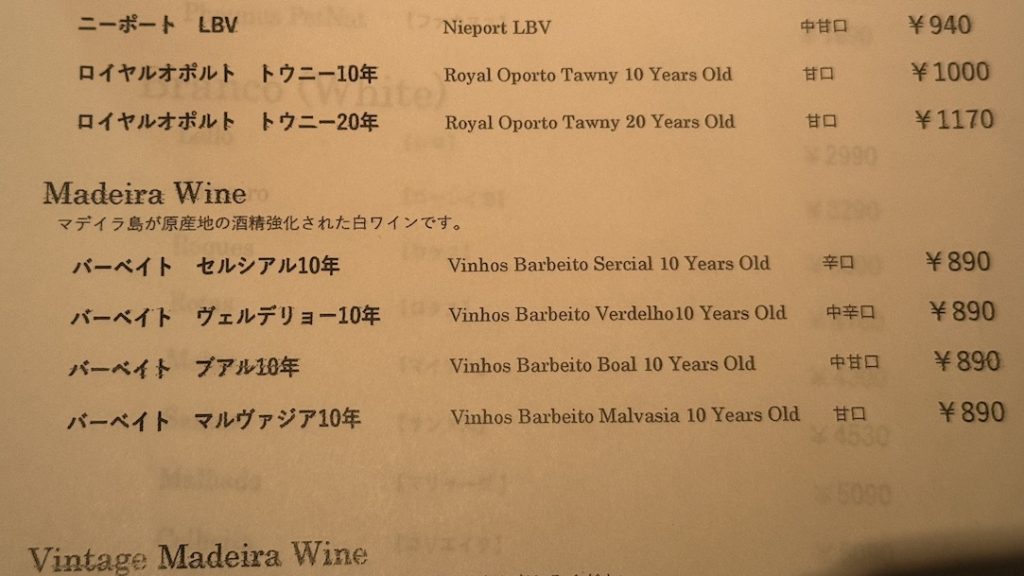 ニーポート LBV Nieport LBV 中甘口 ¥940
ロイヤルオポルト トウニー10年 Royal Oporto Tawny 10 Years Old 甘口 ¥1000
ロイヤルオポルト トウニー20年 Royal Oporto Tawny 20 Years Old 甘口 ¥1170
Madeira Wine
マデイラ島が原産地の酒精強化された白ワインです。
バーベイト セルシアル10年 Vinhos Barbeito Sercial 10 Years Old 辛口 ¥890
バーベイト ヴェルデリョー10年 Vinhos Barbeito Verdelho10 Years Old 中辛口 ¥890
バーベイト ブアル10年 Vinhos Barbeito Boal 10 Years Old 中甘口 ¥890
バーベイト マルヴァジア10年 Vinhos Barbeito Malvasia 10 Years Old 甘口 ¥890
Vintage Madeira Wine